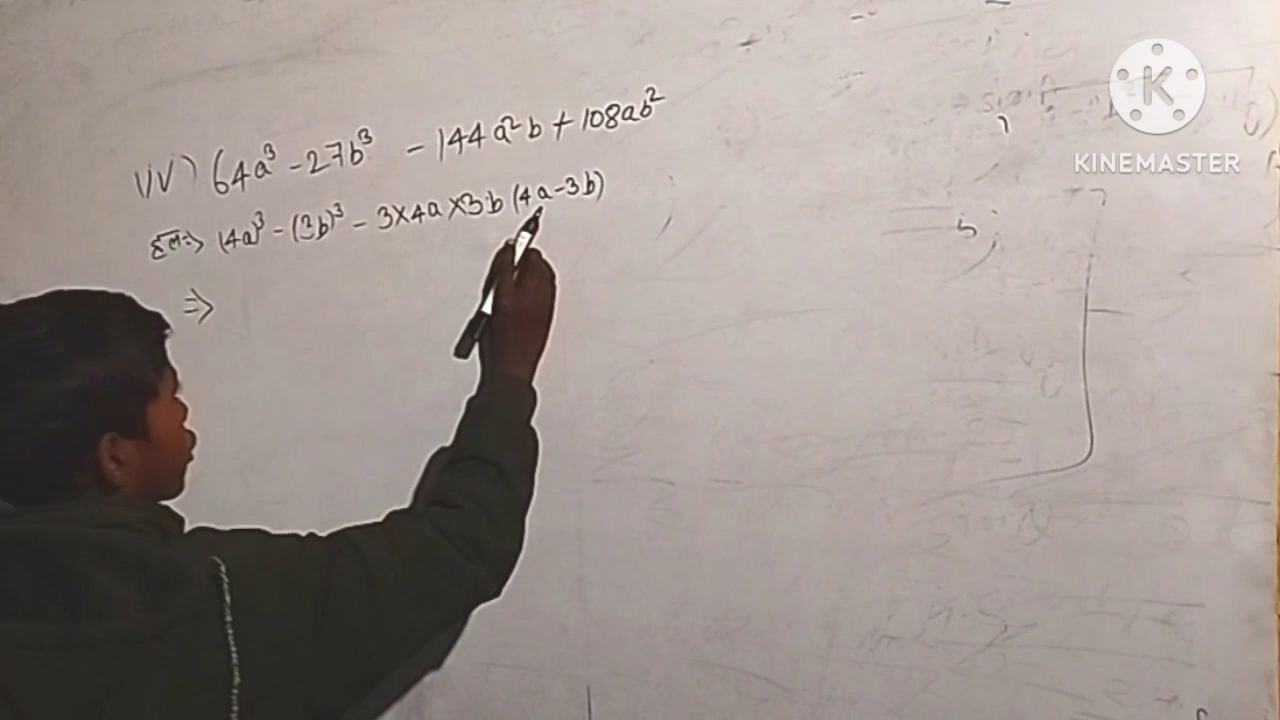 (iv) 64a³ - 27b³ - 144a²b + 108ab²
हल⇒ (4a)³ - (3b)³ - 3×4a×3b (4a-3b)
⇒
KINEMASTER